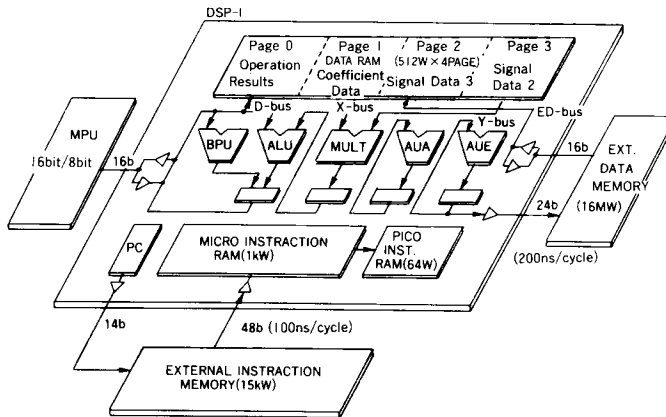 DSP-1
Page 0
Operation
Results
Page 1
DATA RAM
Coefficient
Data
Page 2
(512W×4PAGE)
Signal Data 3
Page 3
Signal
Data 2
D-bus
X-bus
Y-bus
ED-bus
MPU
16bit/8bit
16b
BPU
ALU
MULT
AUA
AUE
16b
EXT.
DATA
MEMORY
(16MW)
24b
(200ns/cycle)
PC
MICRO INSTRACTION
RAM(1kW)
PICO
INST.
RAM(64W)
14b
48b (100ns/cycle)
EXTERNAL INSTRACTION
MEMORY(15kW)